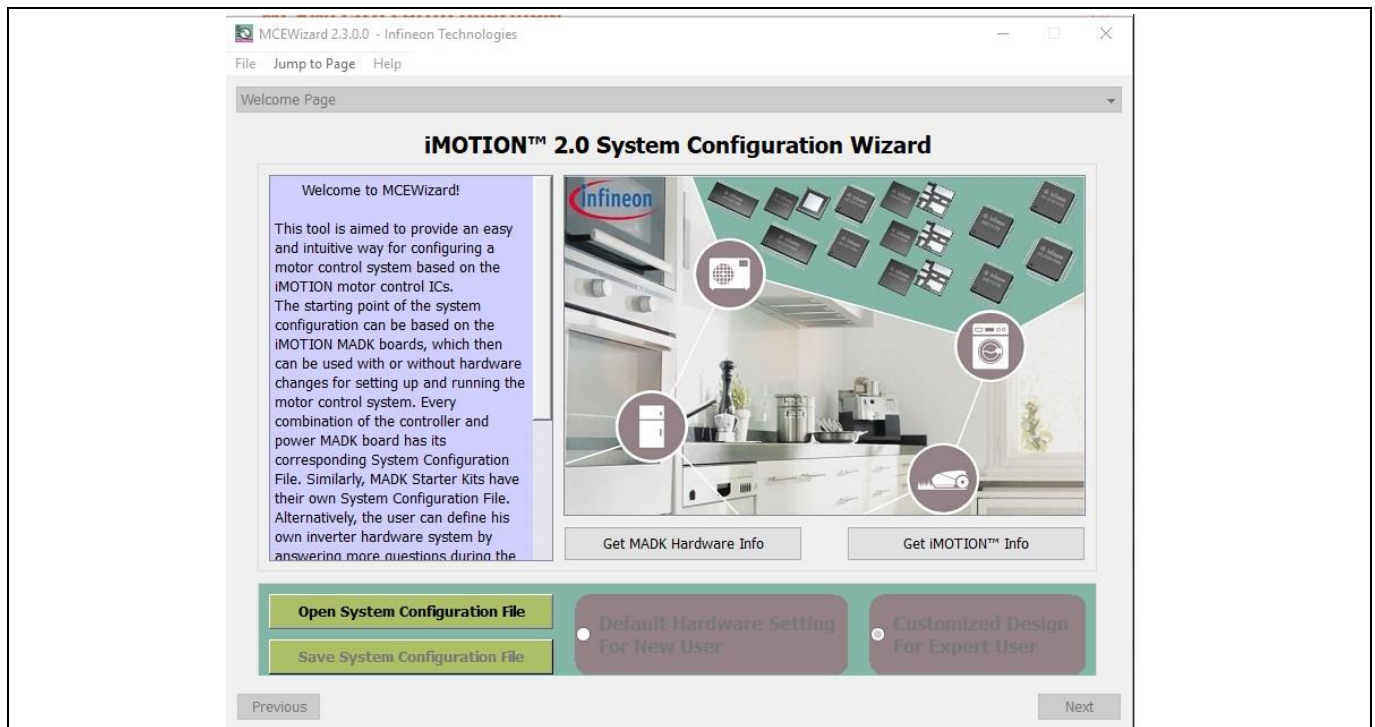 MCEWizard 2.3.0.0 - Infineon Technologies
File Jump to Page Help
Welcome Page
iMOTION™ 2.0 System Configuration Wizard
Welcome to MCEWizard!
This tool is aimed to provide an easy
and intuitive way for configuring a
motor control system based on the
iMOTION motor control ICs.
The starting point of the system
configuration can be based on the
iMOTION MADK boards, which then
can be used with or without hardware
changes for setting up and running the
motor control system. Every
combination of the controller and
power MADK board has its
corresponding System Configuration
File. Similarly, MADK Starter Kits have
their own System Configuration File.
Alternatively, the user can define his
own inverter hardware system by
answering more questions during the
infineon
Get MADK Hardware Info
Get iMOTION™ Info
Open System Configuration File
Save System Configuration File
Default Hardware Setting
For New User
Customized Design
For Expert User
Previous
Next